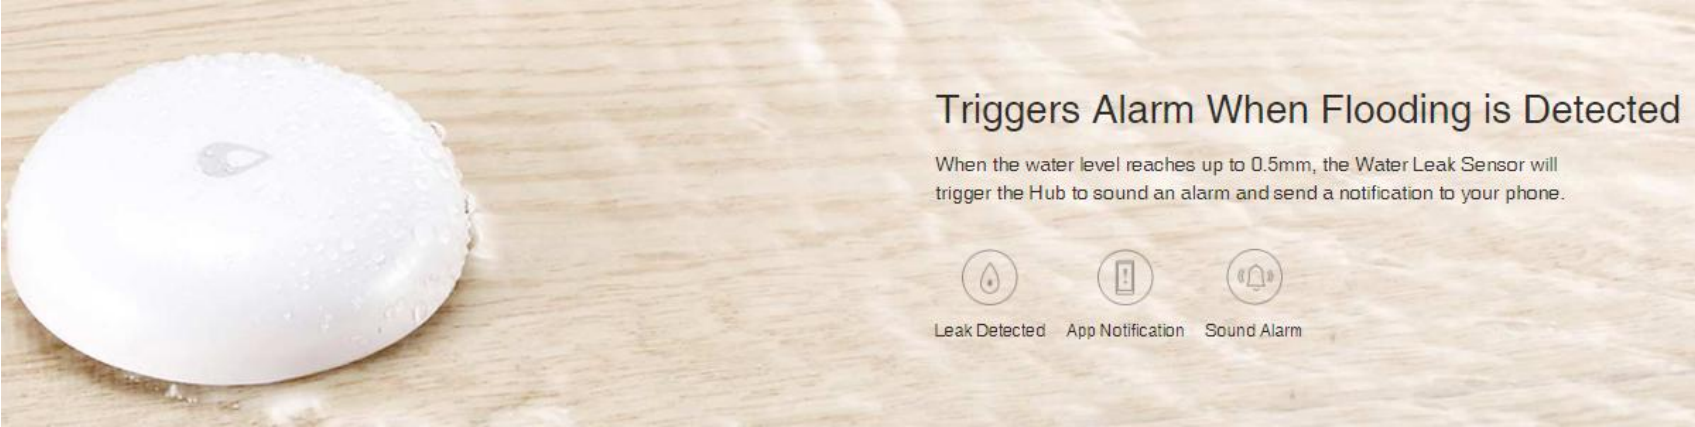 Triggers Alarm When Flooding is Detected
When the water level reaches up to 0.5mm, the Water Leak Sensor will
trigger the Hub to sound an alarm and send a notification to your phone.
Leak Detected App Notification Sound Alarm